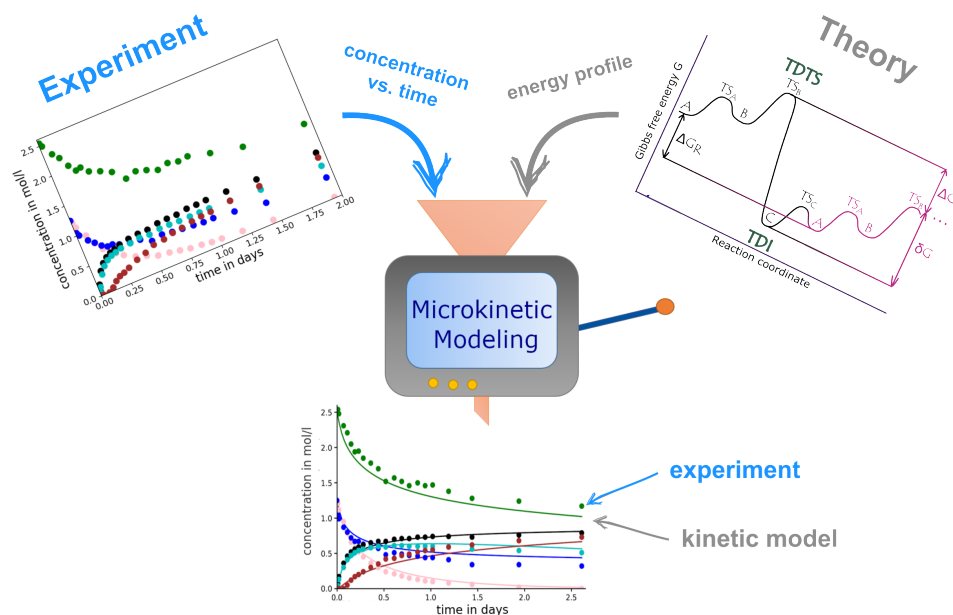 Experiment
concentration
vs. time
energy profile
Theory
concentration in mol/l
2.5
2.0
1.5
1.0
0.5
0.0
0.00
0.25
0.50
0.75
1.00
1.25
1.50
1.75
2.00
time in days
Gibbs free energy G
A
TS_A
B
TDTS
TS_B
ΔG_R
TS_C
C
TDI
A
TS_A
B
TS_B
...
δG
Reaction coordinate
Microkinetic
Modeling
concentration in mol/l
2.5
2.0
1.5
1.0
0.5
0.0
0.0
0.5
1.0
1.5
2.0
2.5
time in days
experiment
kinetic model